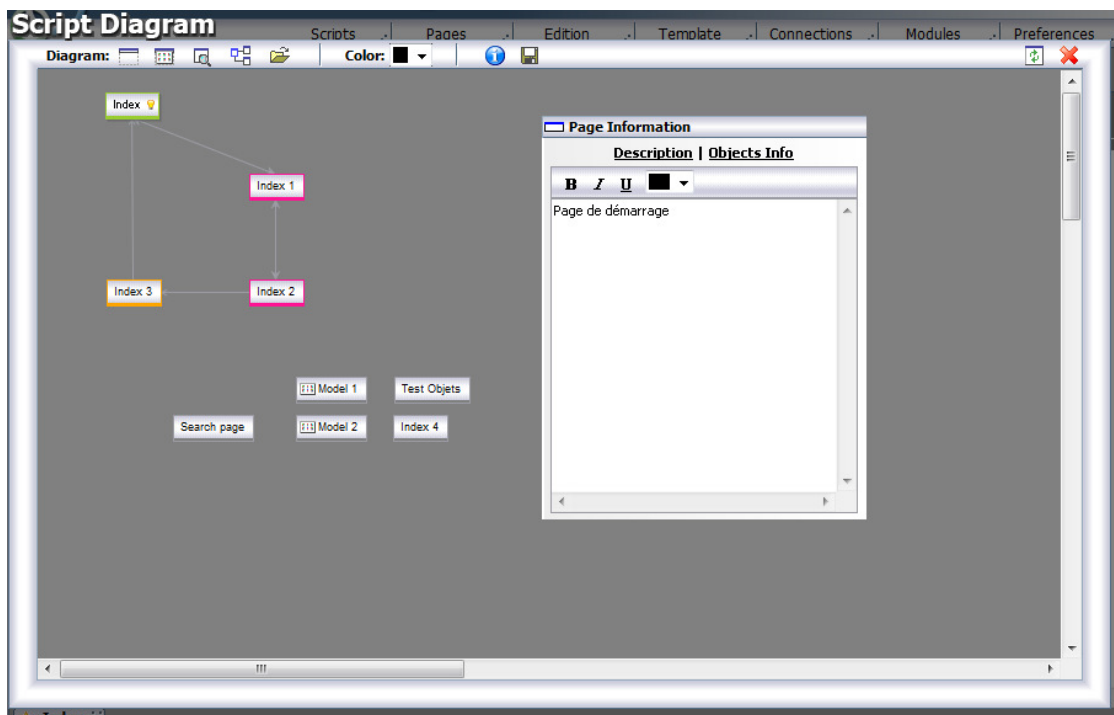 Script Diagram
Scripts Pages Edition Template Connections Modules Preferences
Diagram: Color:
Index
Page Information
Description | Objects Info
Index 1
B I U
Page de démarrage
Index 3
Index 2
Model 1
Test Objets
Search page
Model 2
Index 4